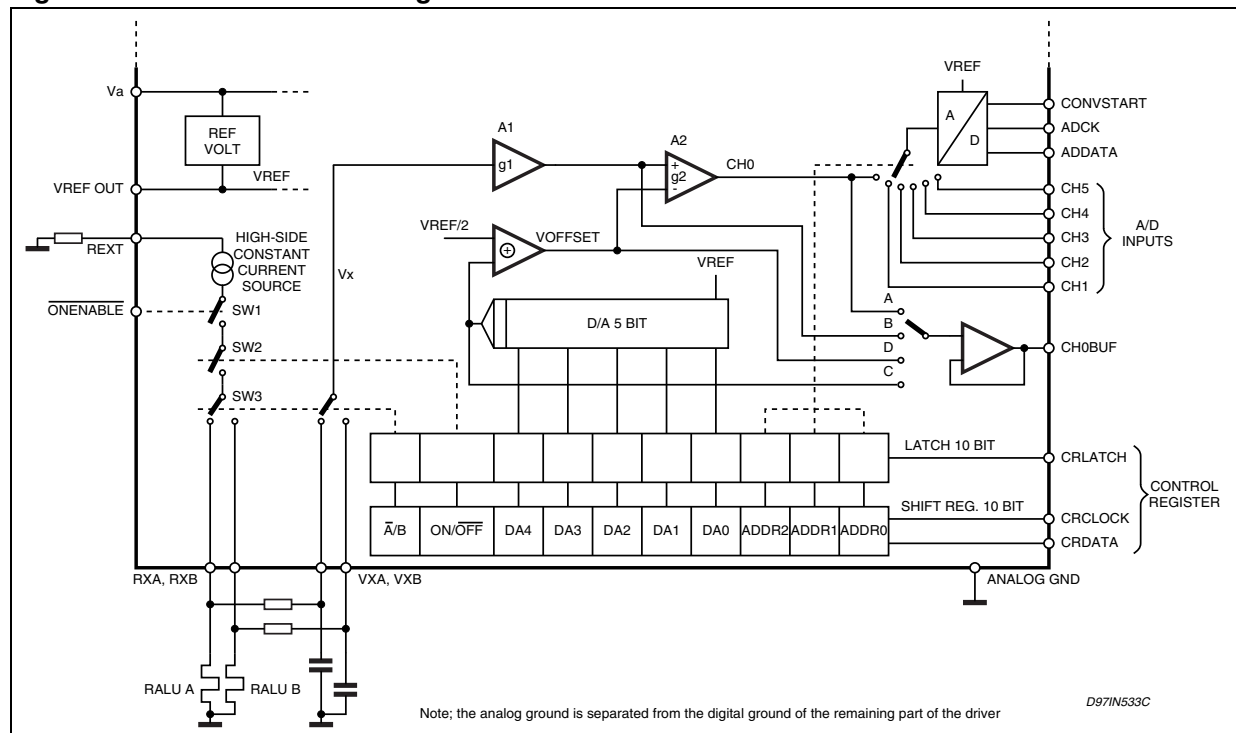 Va
REF
VOLT
VREF
VREF OUT
REXT
HIGH-SIDE
CONSTANT
CURRENT
SOURCE
ONENABLE
SW1
SW2
SW3
Vx
A1
g1
A2
+
g2
-
CH0
VREF/2
VOFFSET
VREF
D/A 5 BIT
VREF
A
D
CONVSTART
ADCK
ADDATA
CH5
CH4
CH3
CH2
CH1
A/D
INPUTS
A
B
D
C
CH0BUF
LATCH 10 BIT
CRLATCH
SHIFT REG. 10 BIT
CRCLOCK
CRDATA
CONTROL
REGISTER
A̅/B
ON/O̅F̅F̅
DA4
DA3
DA2
DA1
DA0
ADDR2
ADDR1
ADDR0
RXA, RXB
VXA, VXB
ANALOG GND
RALU A
RALU B
Note; the analog ground is separated from the digital ground of the remaining part of the driver
D97IN533C